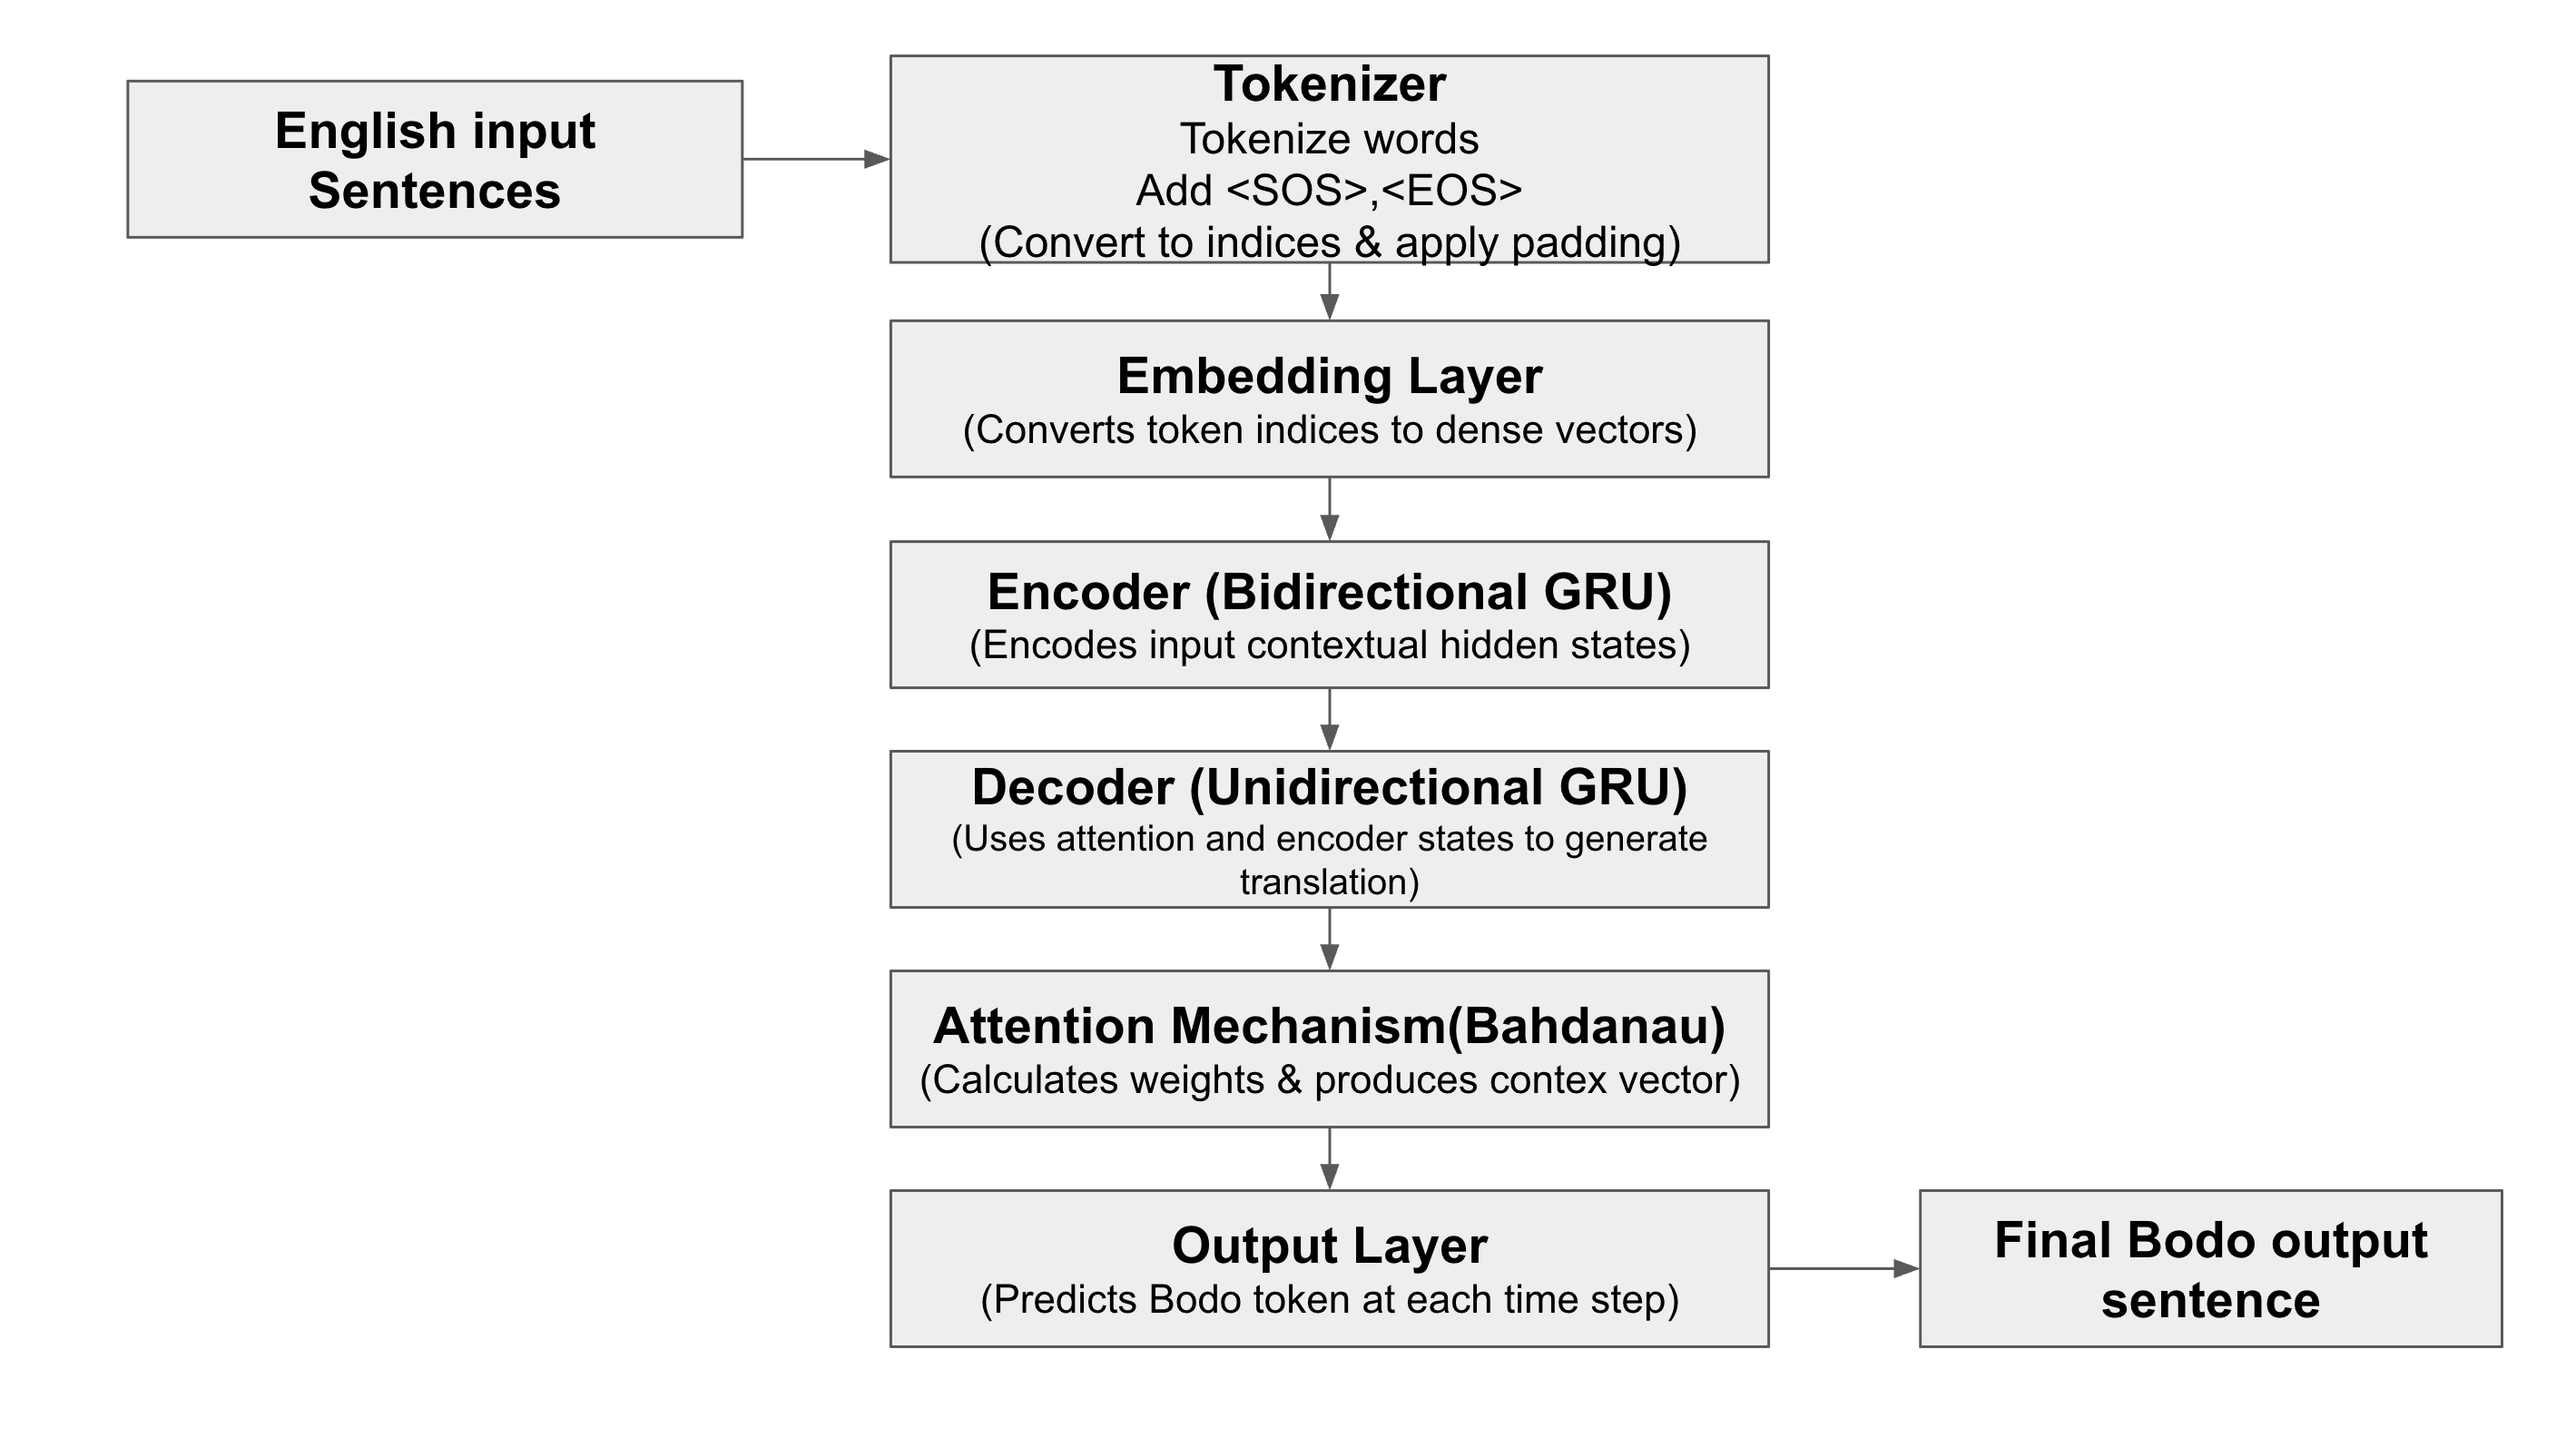 English input
Sentences
Tokenizer
Tokenize words
Add <SOS>,<EOS>
(Convert to indices & apply padding)
Embedding Layer
(Converts token indices to dense vectors)
Encoder (Bidirectional GRU)
(Encodes input contextual hidden states)
Decoder (Unidirectional GRU)
(Uses attention and encoder states to generate
translation)
Attention Mechanism(Bahdanau)
(Calculates weights & produces contex vector)
Output Layer
(Predicts Bodo token at each time step)
Final Bodo output
sentence